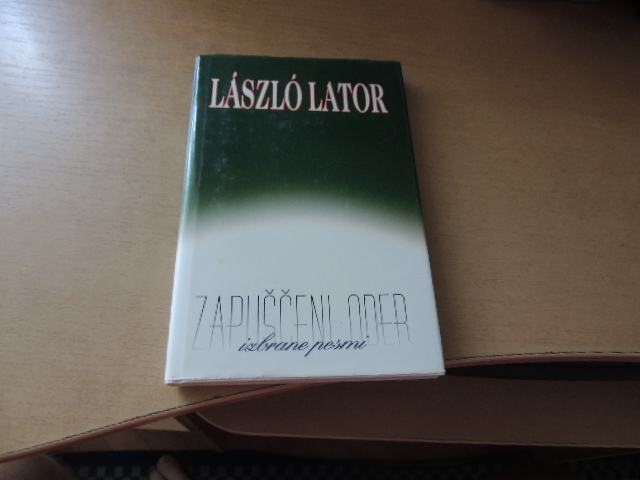 LÁSZLÓ LATOR
ZAPUŠČENI ODER
izbrane pesmi